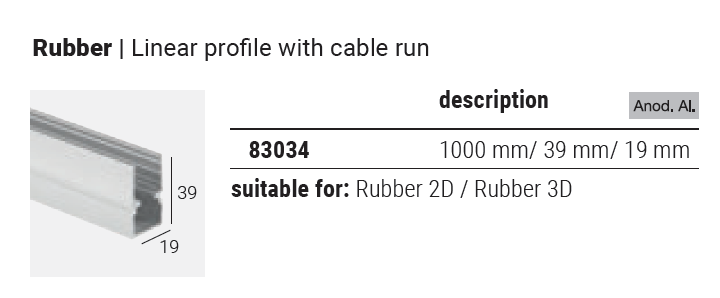 Rubber | Linear profile with cable run
description Anod. Al.
83034 1000 mm/ 39 mm/ 19 mm
suitable for: Rubber 2D / Rubber 3D
39
19